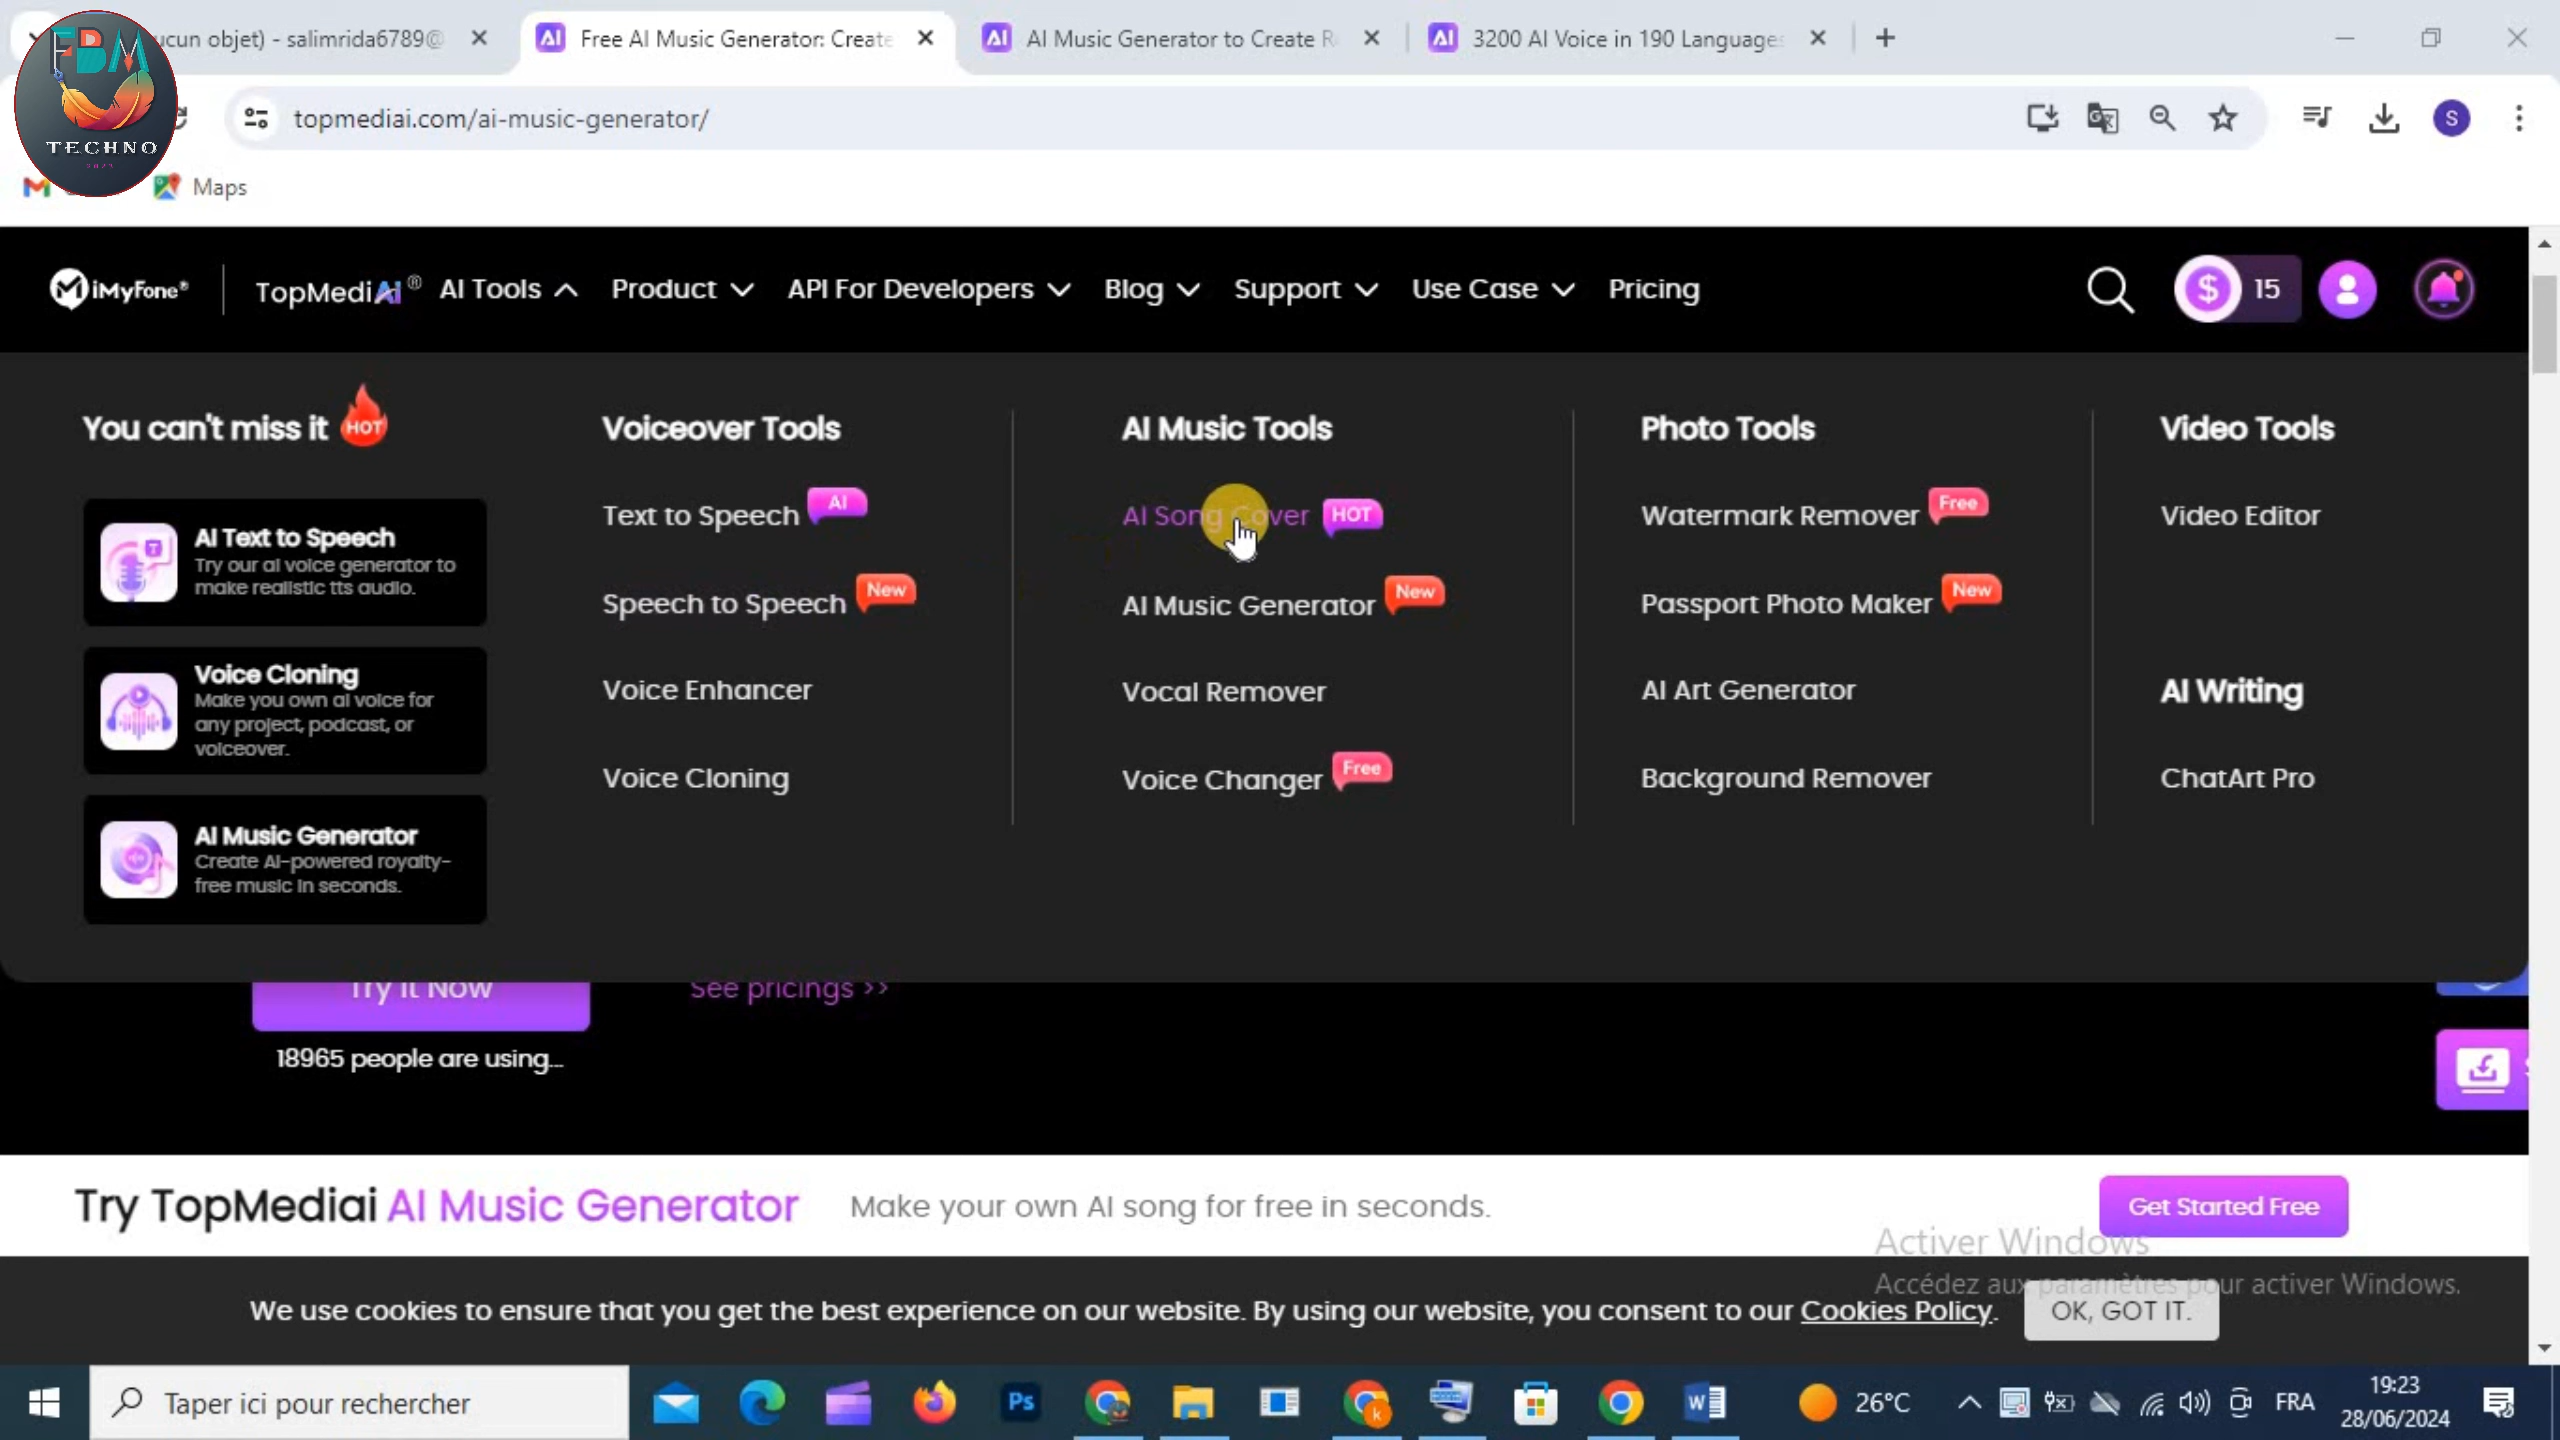 FBM
TECHNO
ucun objet) - salimrida6789@
Free AI Music Generator: Create
AI Music Generator to Create R
3200 AI Voice in 190 Languages
topmediai.com/ai-music-generator/
S
Maps
iMyFone®
TopMediAi®
AI Tools
Product
API For Developers
Blog
Support
Use Case
Pricing
$ 15
You can't miss it HOT
AI Text to Speech
Try our ai voice generator to
make realistic tts audio.
Voice Cloning
Make you own ai voice for
any project, podcast, or
voiceover.
AI Music Generator
Create AI-powered royalty-
free music in seconds.
Voiceover Tools
Text to Speech AI
Speech to Speech New
Voice Enhancer
Voice Cloning
AI Music Tools
AI Song Cover HOT
AI Music Generator New
Vocal Remover
Voice Changer Free
Photo Tools
Watermark Remover Free
Passport Photo Maker New
AI Art Generator
Background Remover
Video Tools
Video Editor
AI Writing
ChatArt Pro
Try It Now
See pricings >>
18965 people are using...
Try TopMediai AI Music Generator
Make your own AI song for free in seconds.
Get Started Free
Activer Windows
Accédez aux paramètres pour activer Windows.
We use cookies to ensure that you get the best experience on our website. By using our website, you consent to our Cookies Policy.
OK, GOT IT.
Taper ici pour rechercher
Ps
k
26°C
FRA
19:23
28/06/2024